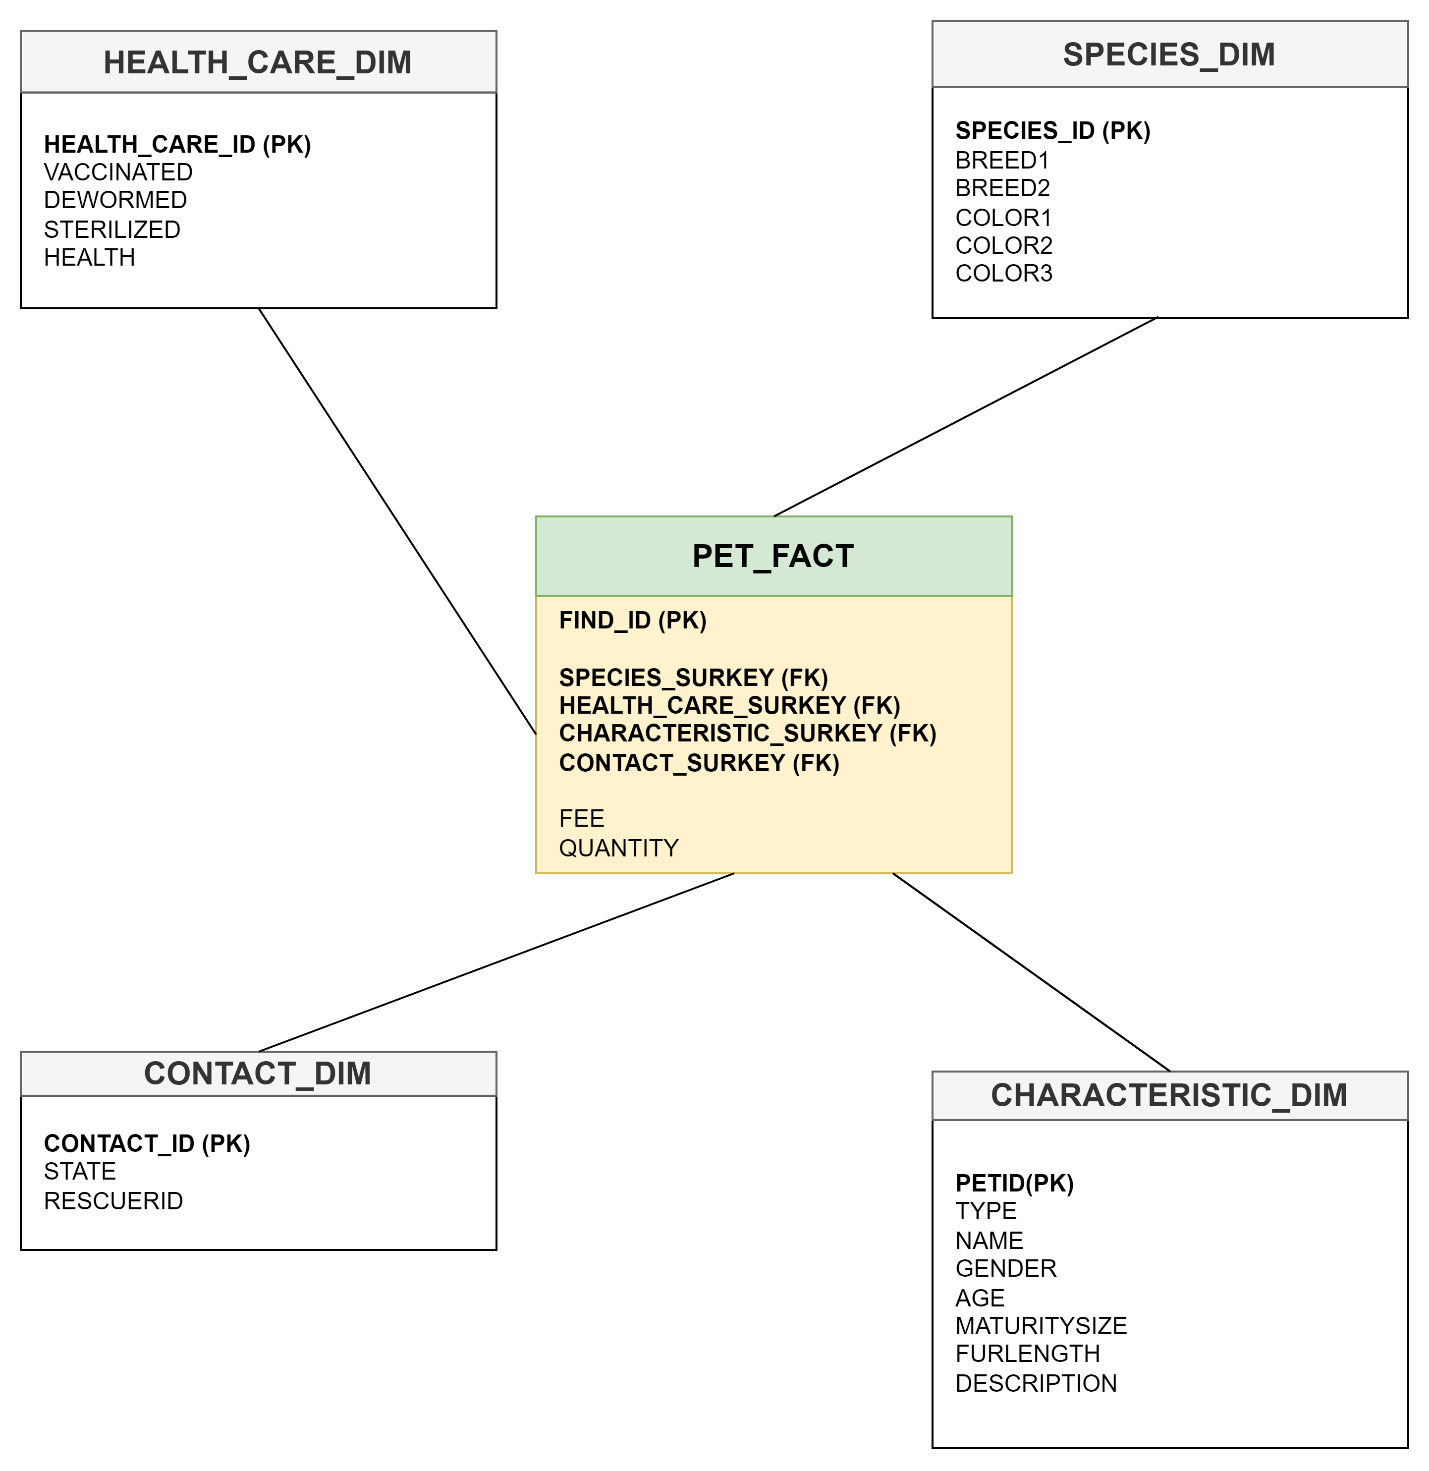 HEALTH_CARE_DIM
HEALTH_CARE_ID (PK)
VACCINATED
DEWORMED
STERILIZED
HEALTH
SPECIES_DIM
SPECIES_ID (PK)
BREED1
BREED2
COLOR1
COLOR2
COLOR3
PET_FACT
FIND_ID (PK)
SPECIES_SURKEY (FK)
HEALTH_CARE_SURKEY (FK)
CHARACTERISTIC_SURKEY (FK)
CONTACT_SURKEY (FK)
FEE
QUANTITY
CONTACT_DIM
CONTACT_ID (PK)
STATE
RESCUERID
CHARACTERISTIC_DIM
PETID(PK)
TYPE
NAME
GENDER
AGE
MATURITYSIZE
FURLENGTH
DESCRIPTION